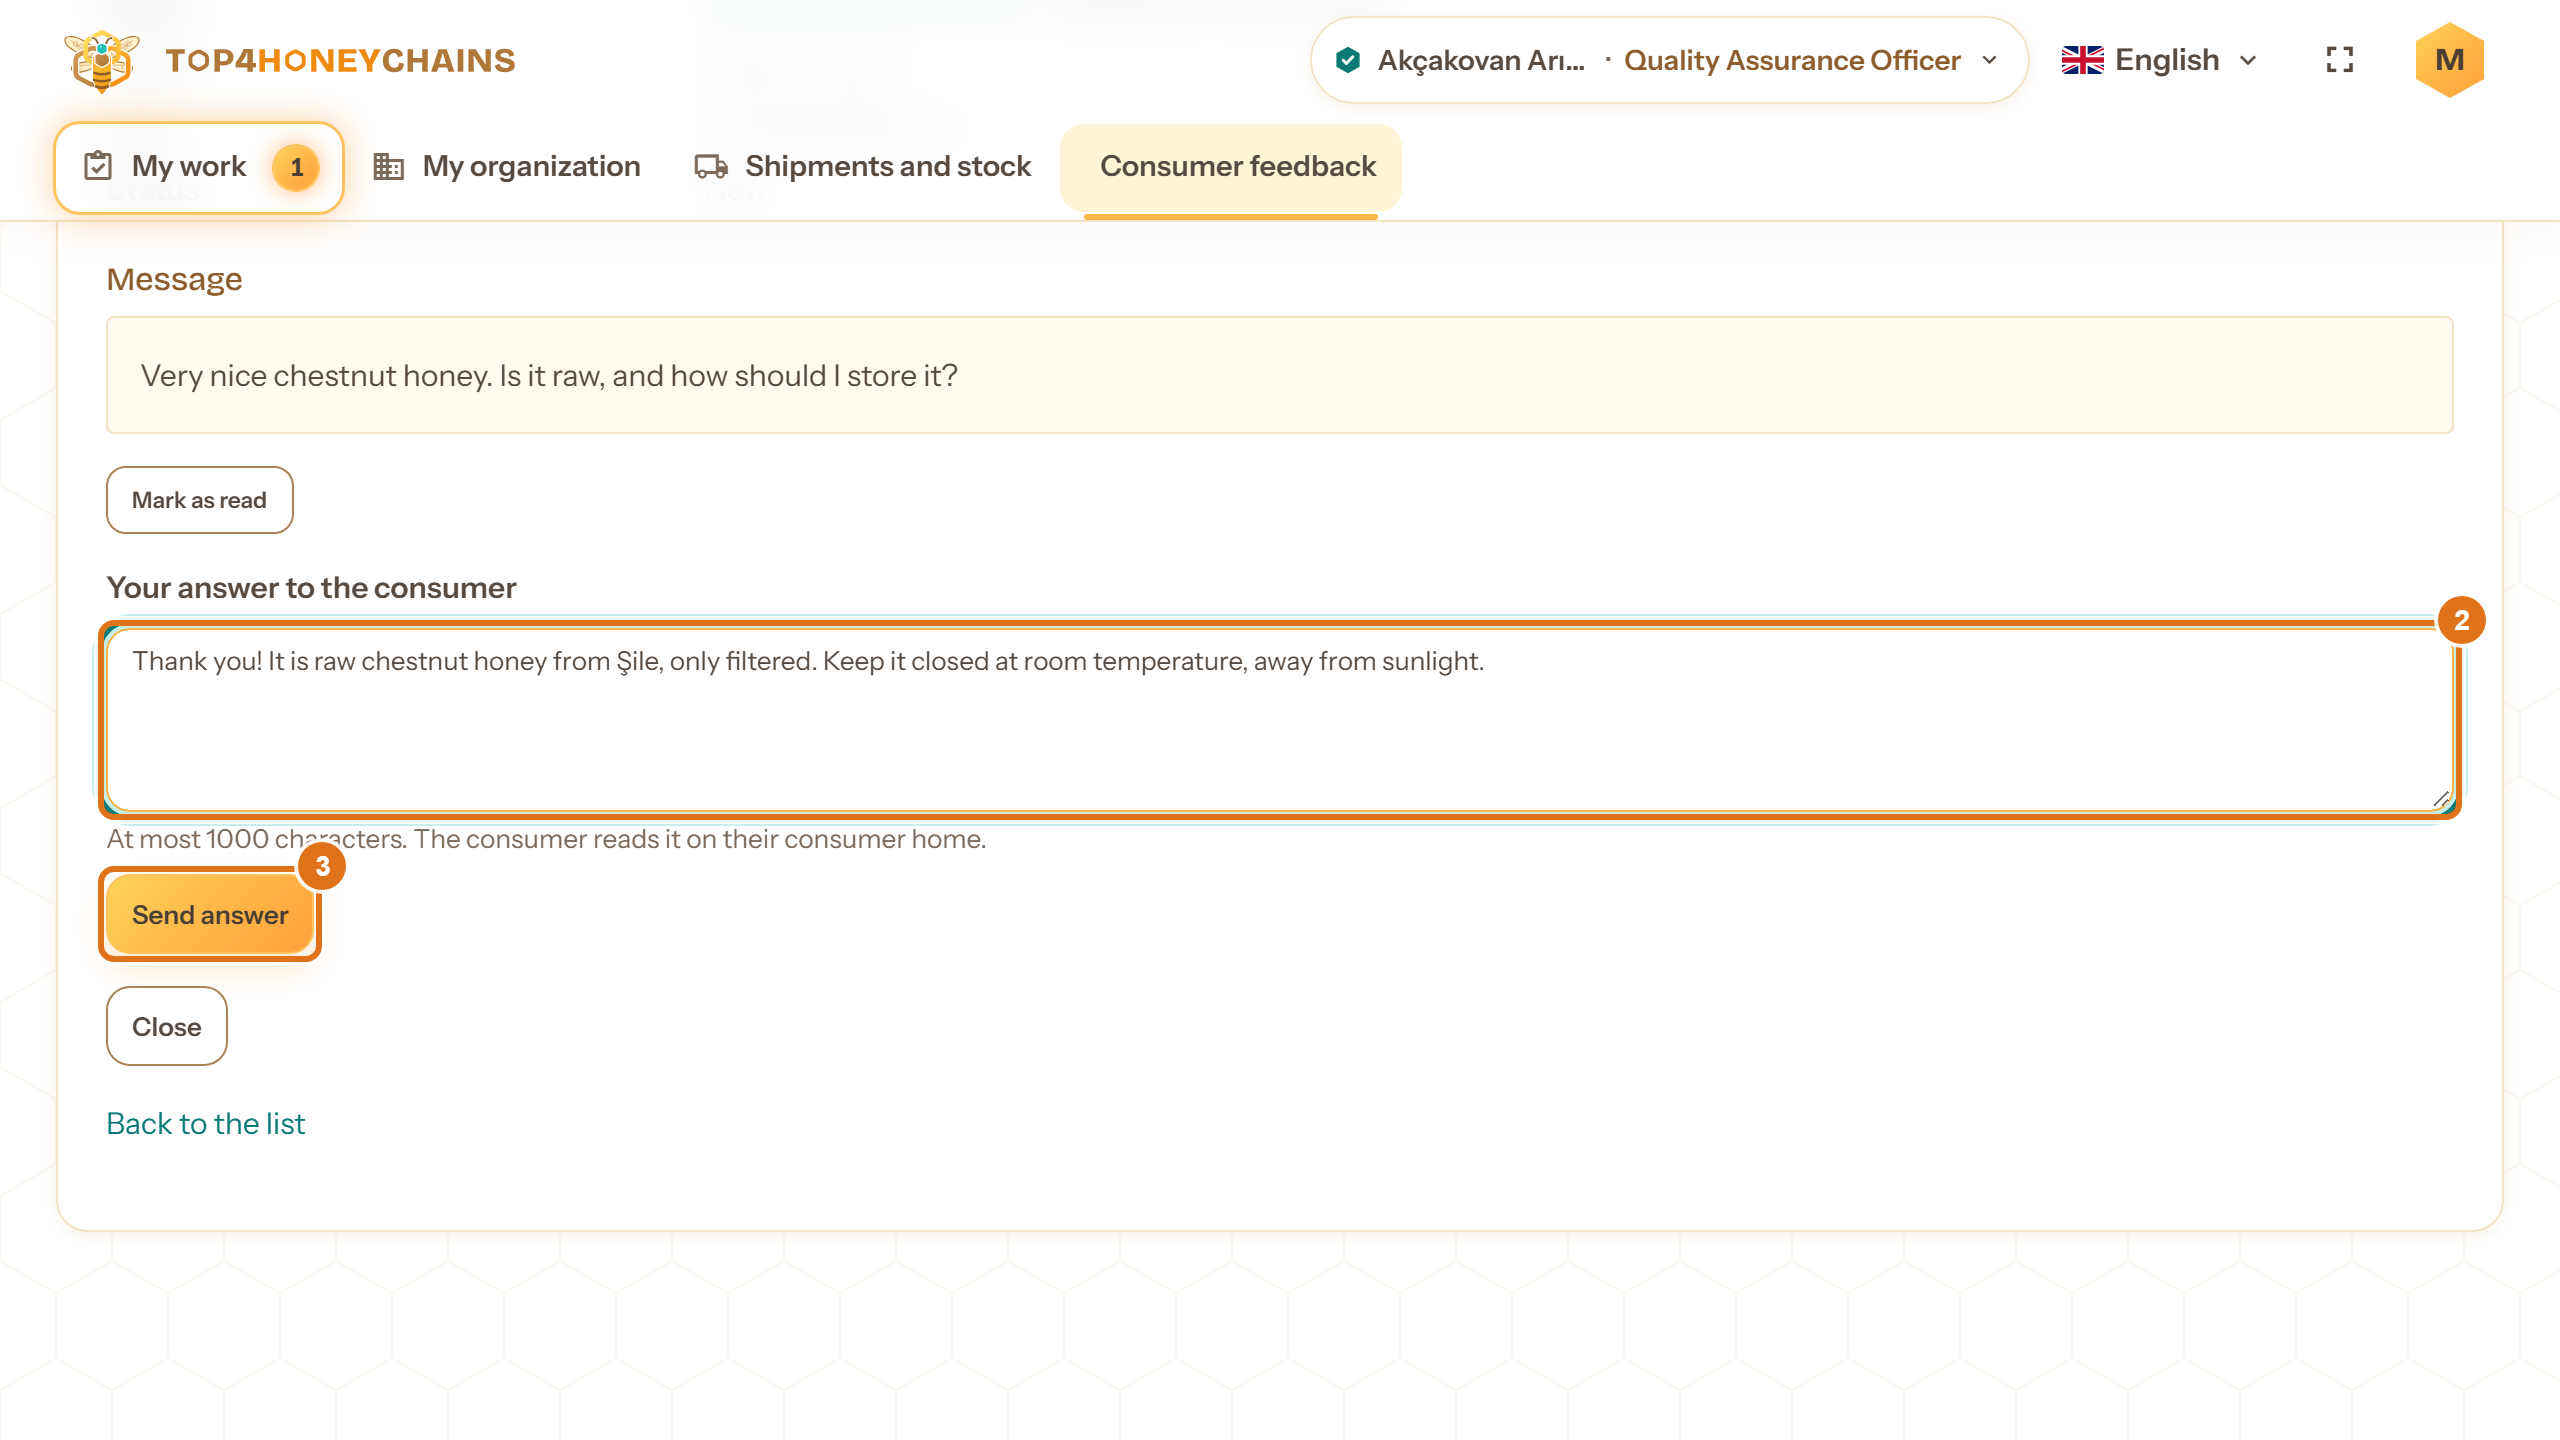 TOP4HONEYCHAINS
Akçakovan Arı... · Quality Assurance Officer
English
M
My work 1
My organization
Shipments and stock
Consumer feedback
Status
New
Message
Very nice chestnut honey. Is it raw, and how should I store it?
Mark as read
Your answer to the consumer
2
Thank you! It is raw chestnut honey from Şile, only filtered. Keep it closed at room temperature, away from sunlight.
At most 1000 characters. The consumer reads it on their consumer home.
3
Send answer
Close
Back to the list